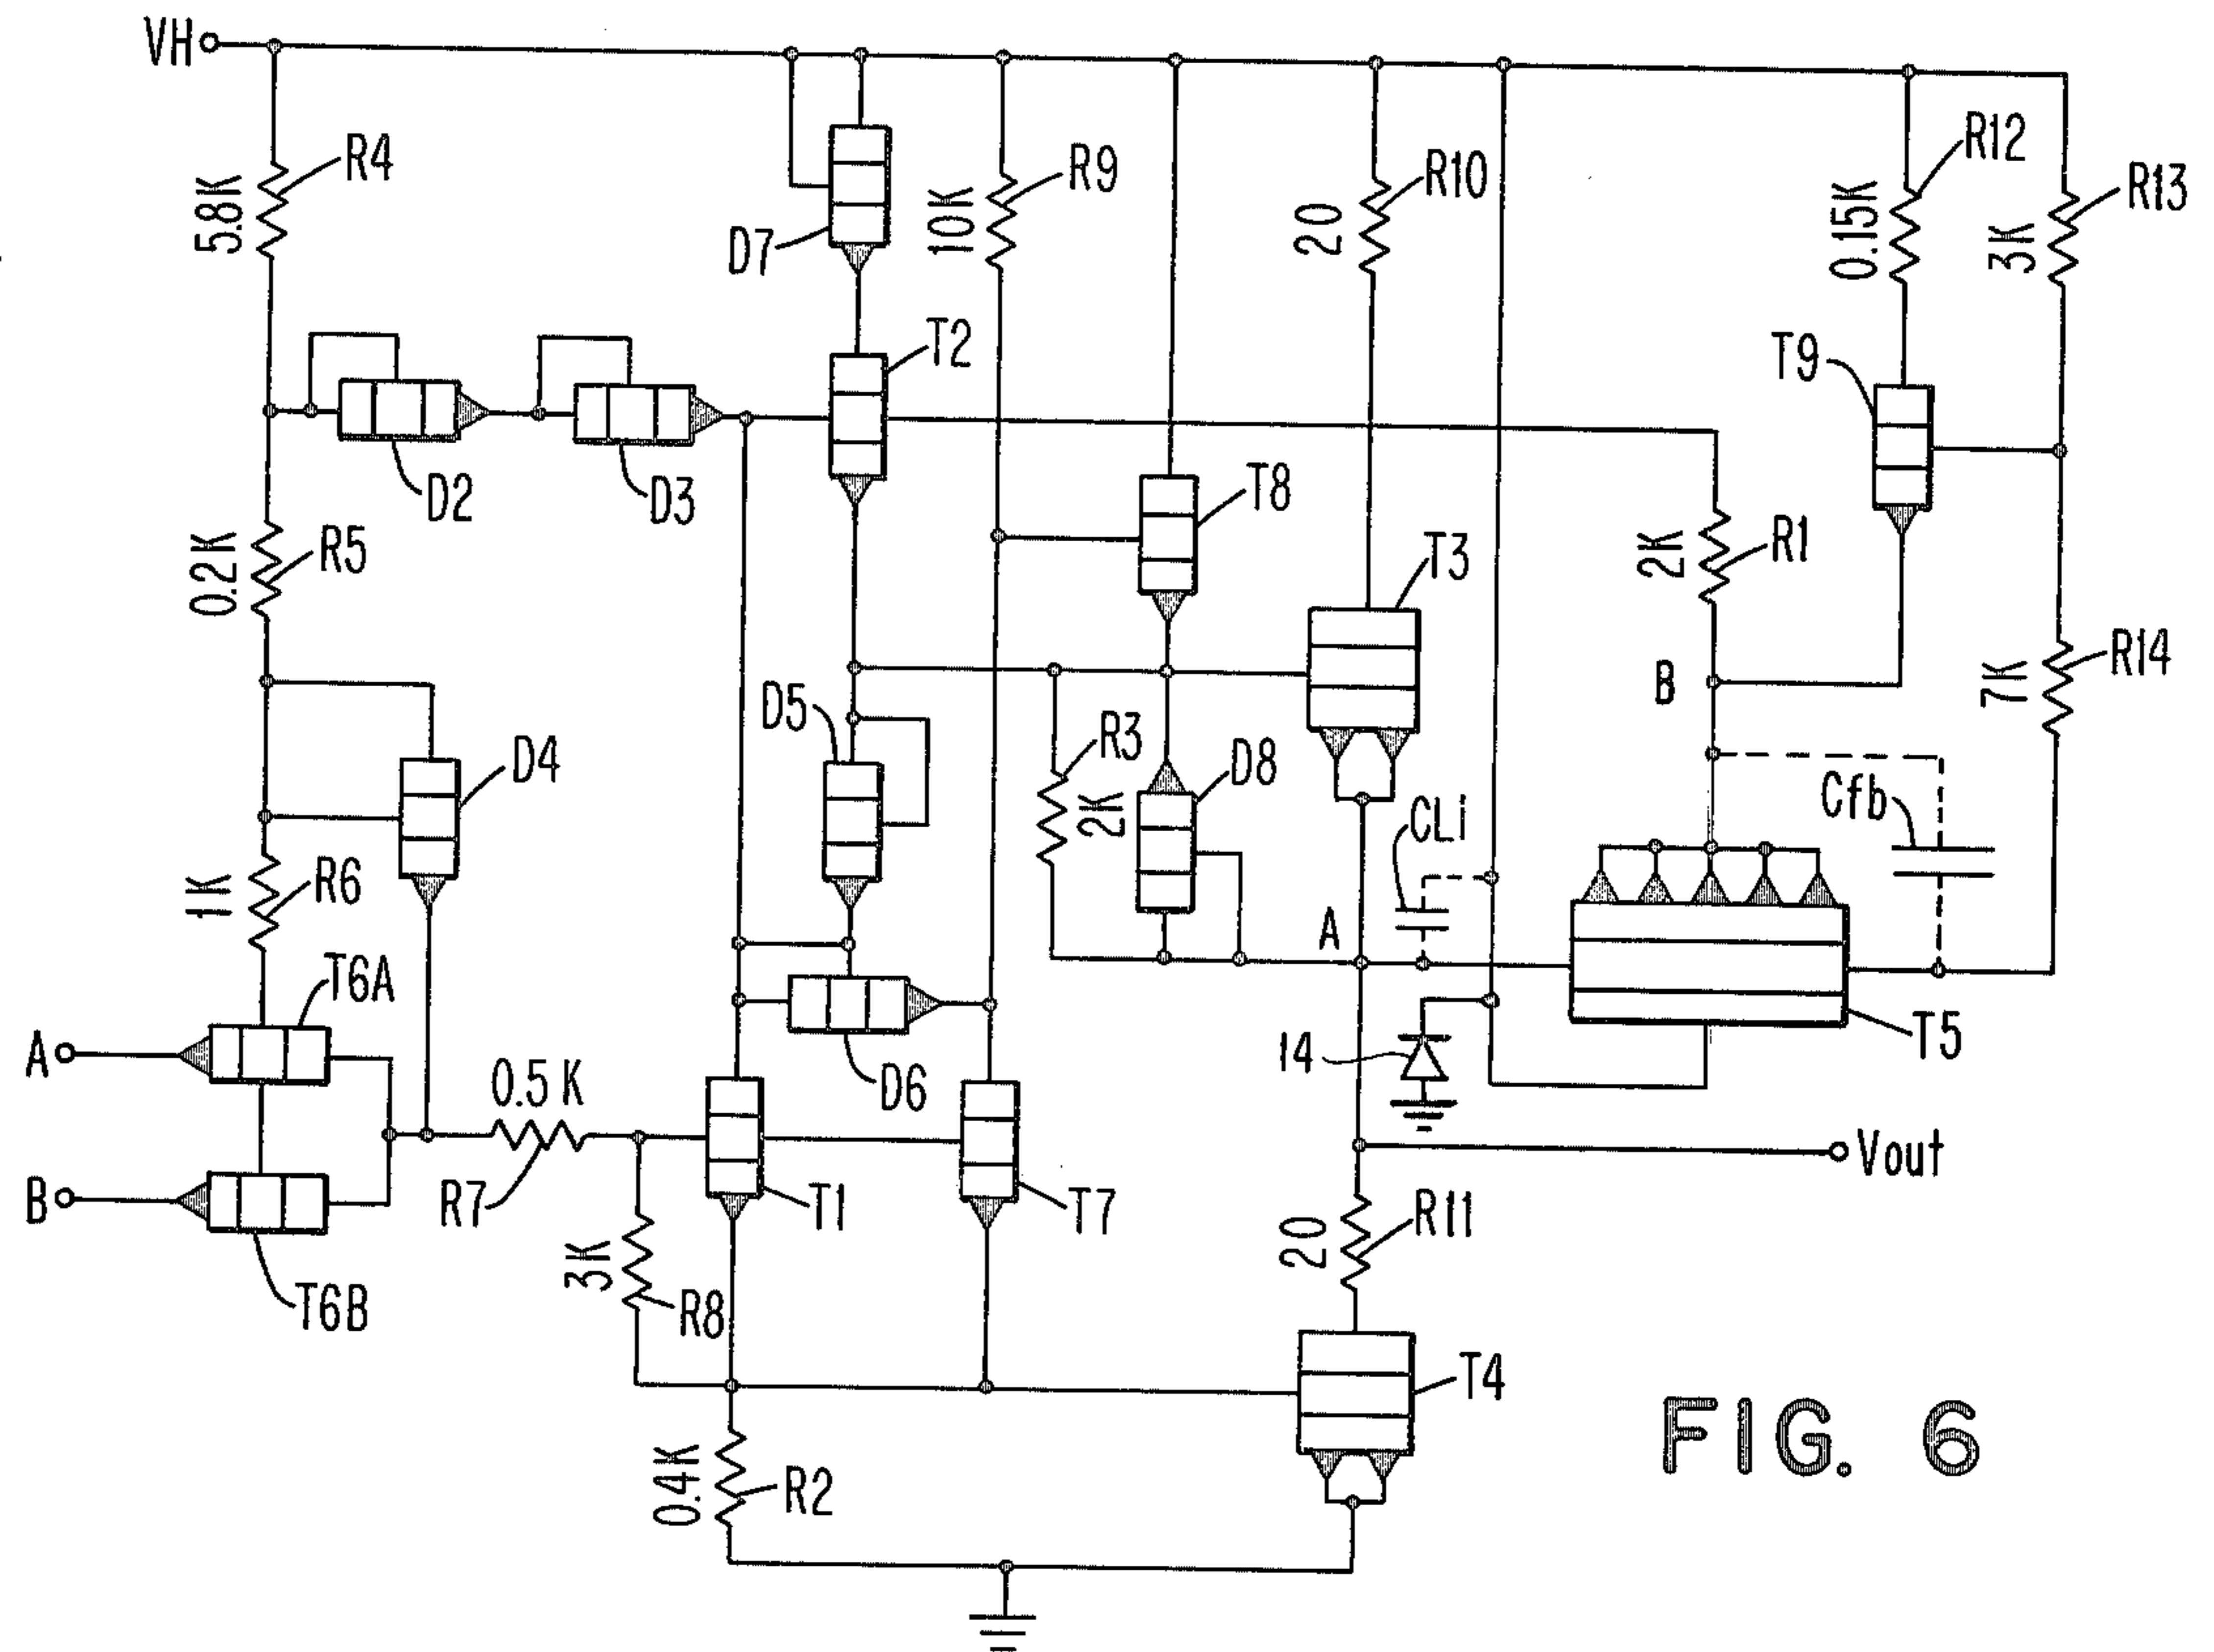 VH
R4
5.8K
D7
R9
10K
R10
20
R12
0.15K
R13
3K
T2
T9
D2
D3
T8
R5
0.2K
T3
R1
2K
B
R14
7K
D5
R3
2K
D8
D4
CLi
Cfb
R6
1K
A
T6A
A
14
T5
D6
0.5K
B
R7
T1
T7
Vout
R11
20
T6B
3K
R8
T4
0.4K
R2
FIG. 6